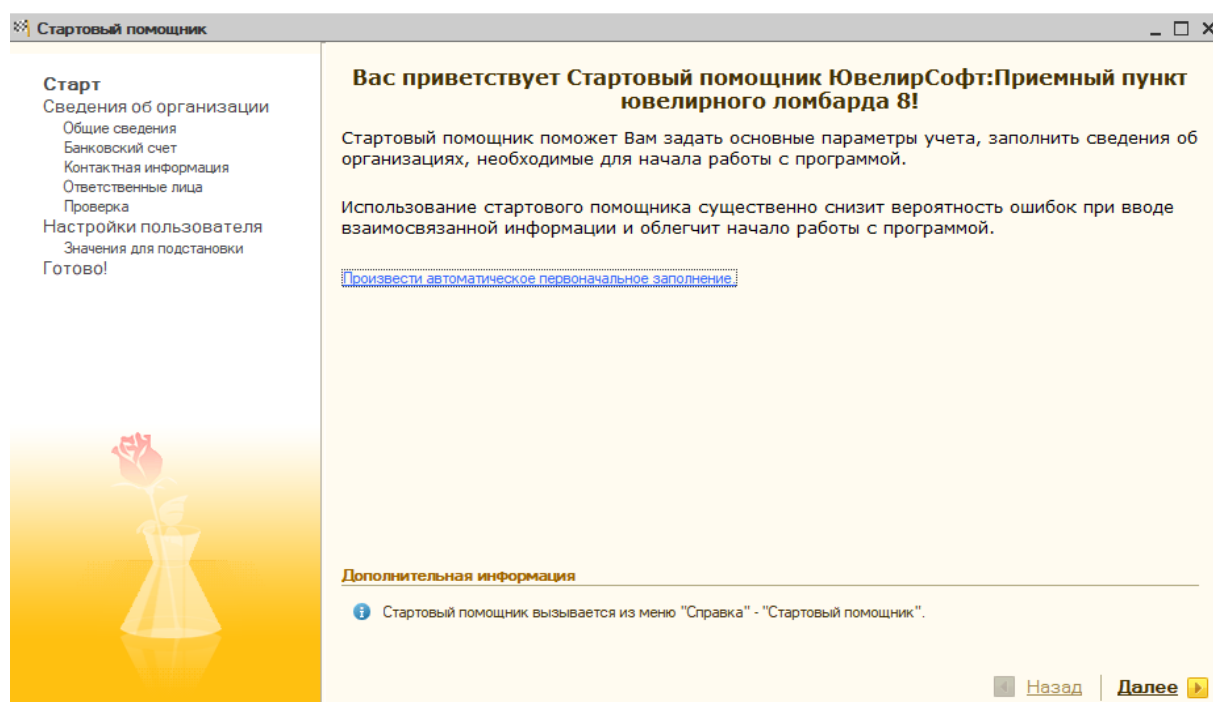 Стартовый помощник
Старт
Сведения об организации
Общие сведения
Банковский счет
Контактная информация
Ответственные лица
Проверка
Настройки пользователя
Значения для подстановки
Готово!
Вас приветствует Стартовый помощник ЮвелирСофт:Приемный пункт
ювелирного ломбарда 8!
Стартовый помощник поможет Вам задать основные параметры учета, заполнить сведения об
организациях, необходимые для начала работы с программой.
Использование стартового помощника существенно снизит вероятность ошибок при вводе
взаимосвязанной информации и облегчит начало работы с программой.
Произвести автоматическое первоначальное заполнение.
Дополнительная информация
Стартовый помощник вызывается из меню "Справка" - "Стартовый помощник".
Назад Далее